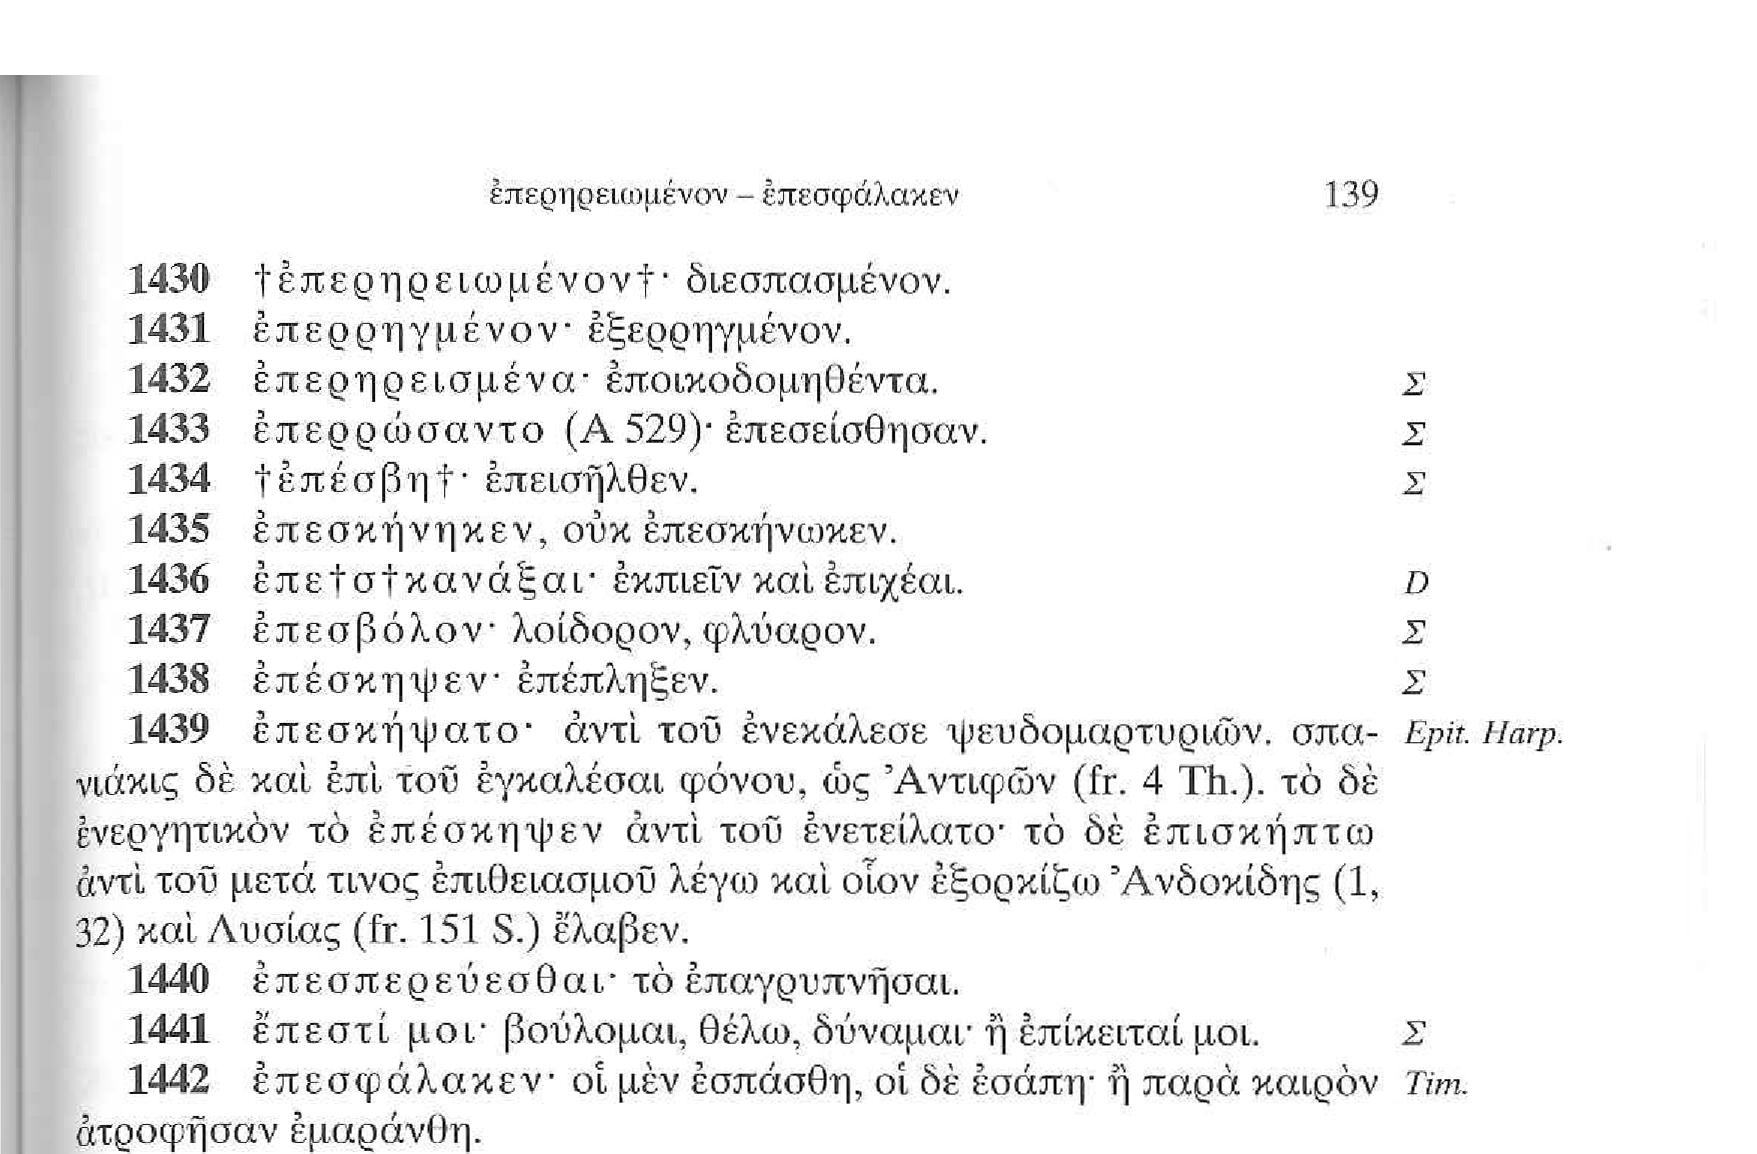 ἐπερηρειωμένον – ἐπεσφάλακεν 139
1430 †ἐπερηρειωμένον†· διεσπασμένον.
1431 ἐπερρηγμένον· ἐξερρηγμένον.
1432 ἐπερηρεισμένα· ἐποικοδομηθέντα. Σ
1433 ἐπερρώσαντο (Α 529)· ἐπεσείσθησαν. Σ
1434 †ἐπέσβη†· ἐπεισῆλθεν. Σ
1435 ἐπεσκήνηκεν, οὐκ ἐπεσκήνωκεν.
1436 ἐπε†σ†κανάξαι· ἐκπιεῖν καὶ ἐπιχέαι. D
1437 ἐπεσβόλον· λοίδορον, φλύαρον. Σ
1438 ἐπέσκηψεν· ἐπέπληξεν. Σ
1439 ἐπεσκήψατο· ἀντὶ τοῦ ἐνεκάλεσε ψευδομαρτυριῶν. σπα- Epit. Harp.
νιάκις δὲ καὶ ἐπὶ τοῦ ἐγκαλέσαι φόνου, ὡς Ἀντιφῶν (fr. 4 Th.). τὸ δὲ
ἐνεργητικὸν τὸ ἐπέσκηψεν ἀντὶ τοῦ ἐνετείλατο· τὸ δὲ ἐπισκήπτω
ἀντὶ τοῦ μετά τινος ἐπιθειασμοῦ λέγω καὶ οἷον ἐξορκίζω Ἀνδοκίδης (1,
32) καὶ Λυσίας (fr. 151 S.) ἔλαβεν.
1440 ἐπεσπερεύεσθαι· τὸ ἐπαγρυπνῆσαι.
1441 ἔπεστί μοι· βούλομαι, θέλω, δύναμαι· ἢ ἐπίκειταί μοι. Σ
1442 ἐπεσφάλακεν· οἱ μὲν ἐσπάσθη, οἱ δὲ ἐσάπη· ἢ παρὰ καιρὸν Tim.
ἀτροφῆσαν ἐμαράνθη.